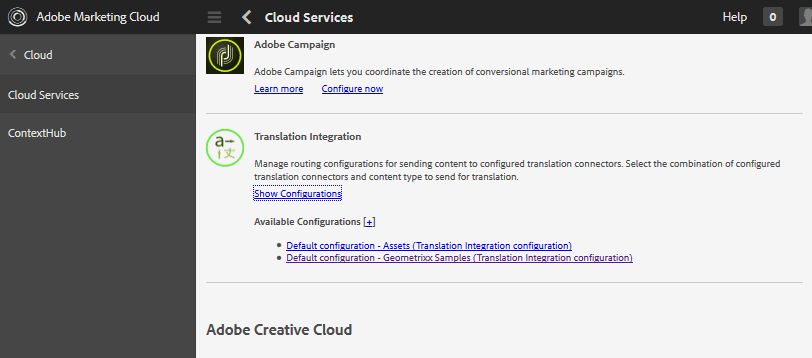 Adobe Marketing Cloud
Cloud Services
Help
0
Cloud
Cloud Services
ContextHub
Adobe Campaign
Adobe Campaign lets you coordinate the creation of conversional marketing campaigns.
Learn more Configure now
a
文
Translation Integration
Manage routing configurations for sending content to configured translation connectors. Select the combination of configured
translation connectors and content type to send for translation.
Show Configurations
Available Configurations [+]
Default configuration - Assets (Translation Integration configuration)
Default configuration - Geometrixx Samples (Translation Integration configuration)
Adobe Creative Cloud